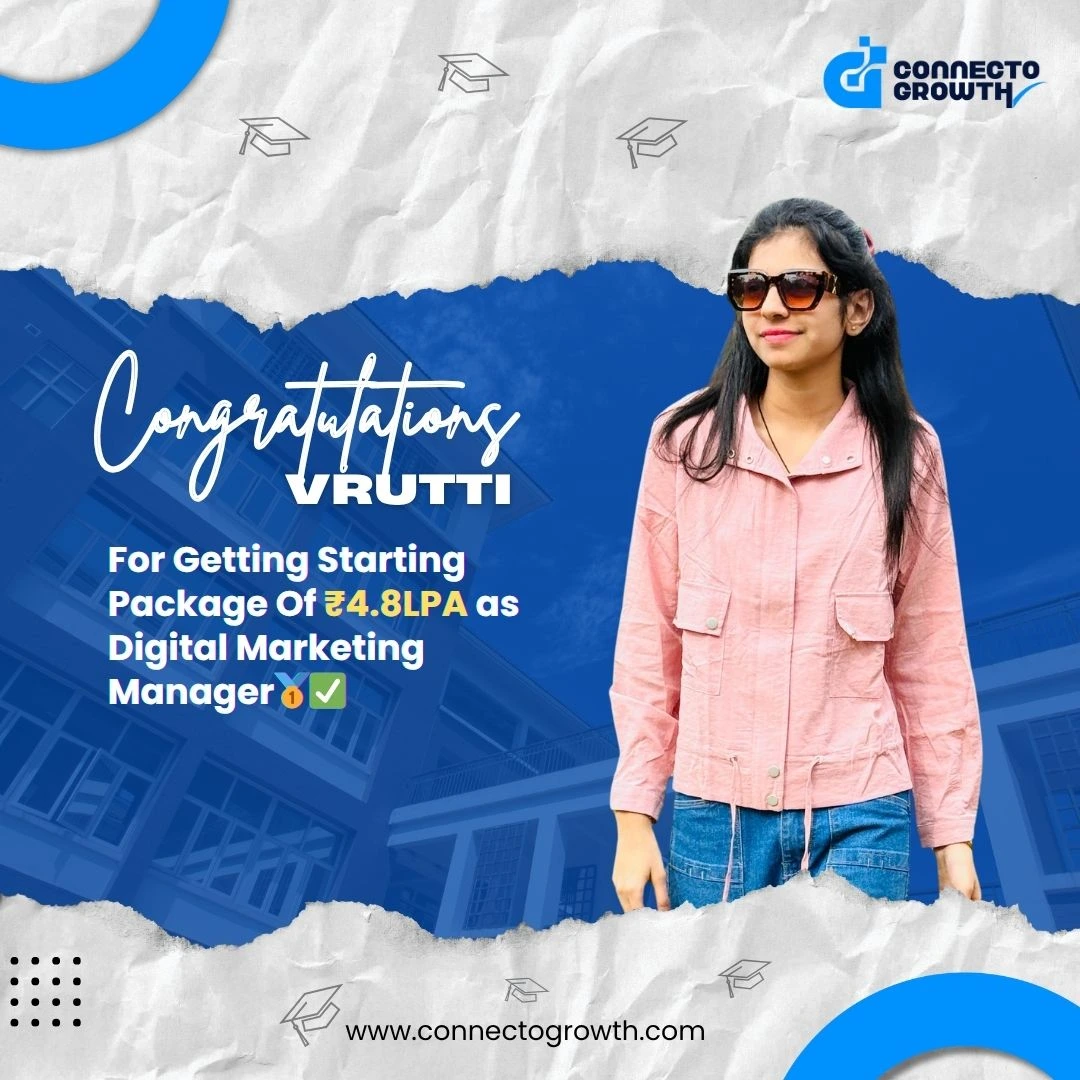 CONNECTO
GROWTH
Congratulations
VRUTTI
For Getting Starting
Package Of ₹4.8LPA as
Digital Marketing
Manager🥇✅
www.connectogrowth.com